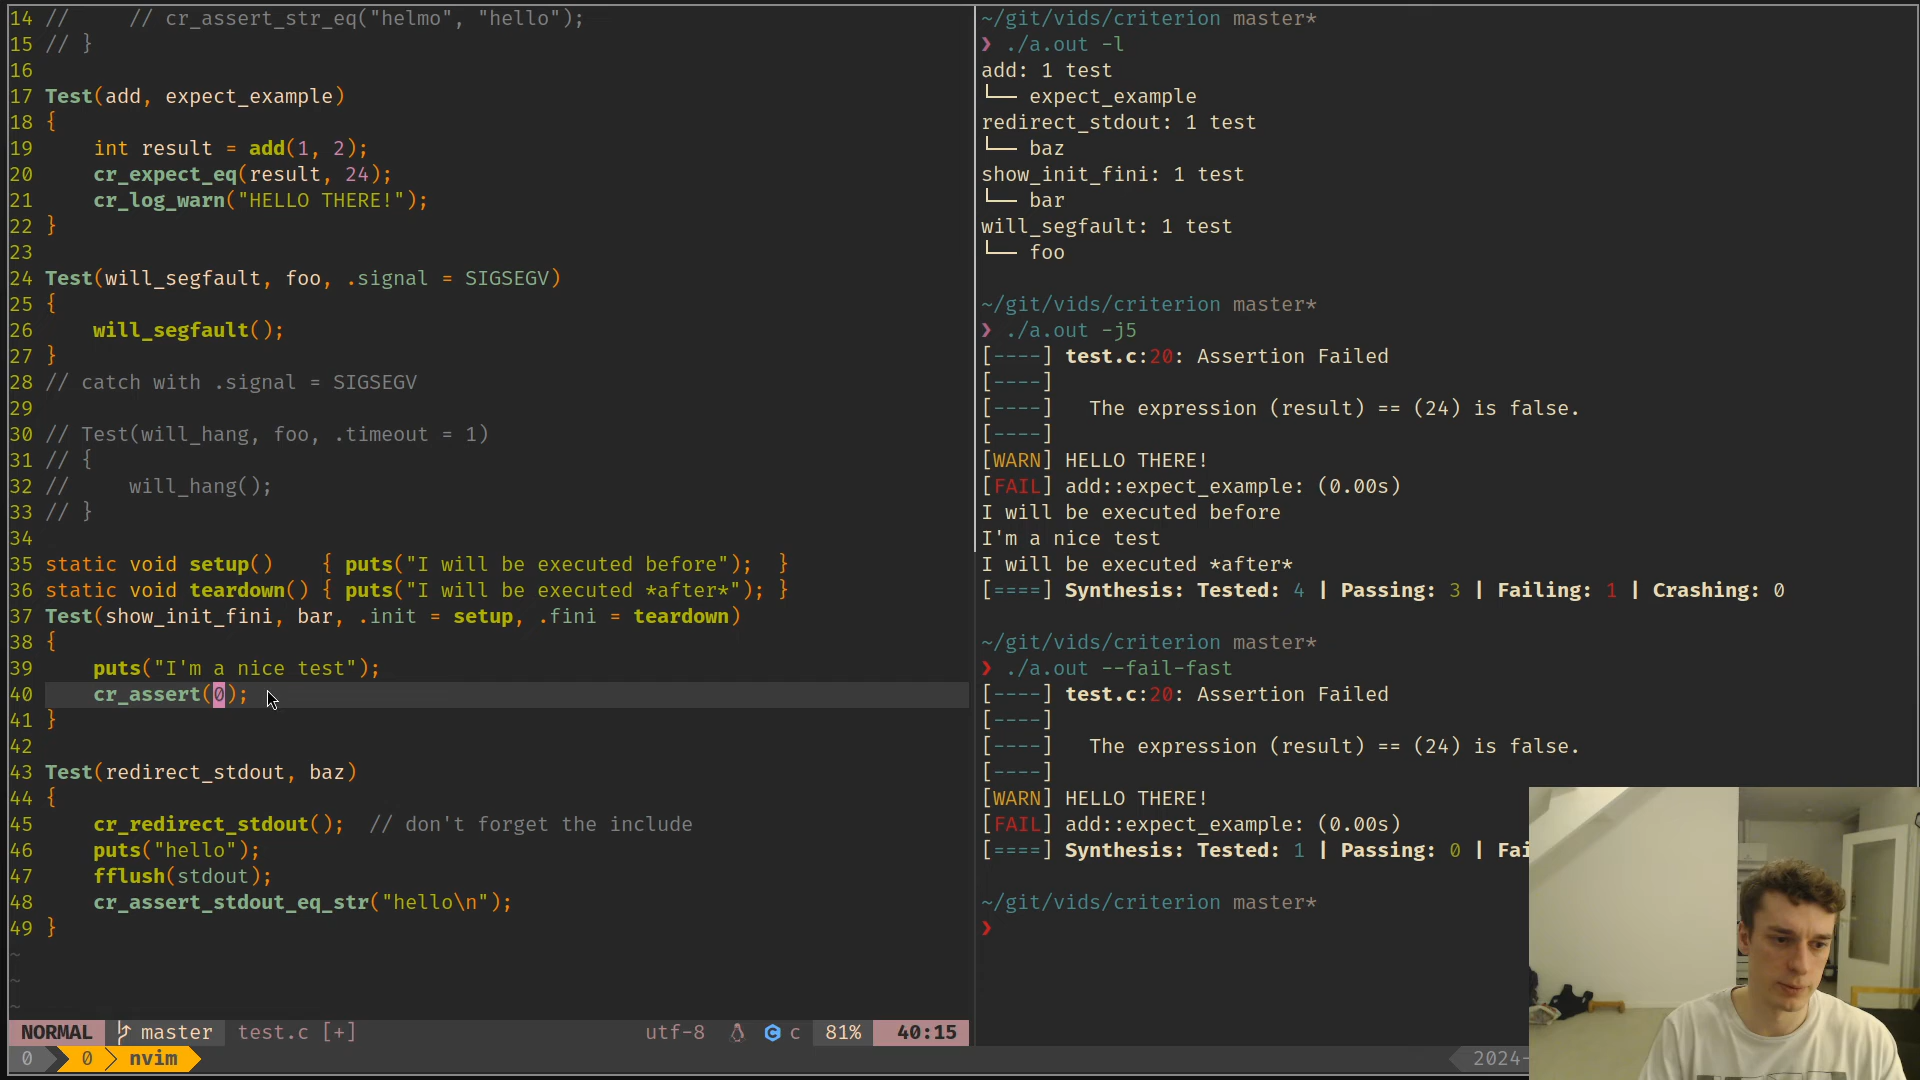 14 //     // cr_assert_str_eq("helmo", "hello");
15 // }
16
17 Test(add, expect_example)
18 {
19     int result = add(1, 2);
20     cr_expect_eq(result, 24);
21     cr_log_warn("HELLO THERE!");
22 }
23
24 Test(will_segfault, foo, .signal = SIGSEGV)
25 {
26     will_segfault();
27 }
28 // catch with .signal = SIGSEGV
29
30 // Test(will_hang, foo, .timeout = 1)
31 // {
32 //     will_hang();
33 // }
34
35 static void setup()    { puts("I will be executed before");  }
36 static void teardown() { puts("I will be executed *after*"); }
37 Test(show_init_fini, bar, .init = setup, .fini = teardown)
38 {
39     puts("I'm a nice test");
40     cr_assert(0);
41 }
42
43 Test(redirect_stdout, baz)
44 {
45     cr_redirect_stdout();  // don't forget the include
46     puts("hello");
47     fflush(stdout);
48     cr_assert_stdout_eq_str("hello\n");
49 }
~
~
~
NORMAL master test.c [+] utf-8 c 81% 40:15
0 0 nvim
~/git/vids/criterion master*
❯ ./a.out -l
add: 1 test
└── expect_example
redirect_stdout: 1 test
└── baz
show_init_fini: 1 test
└── bar
will_segfault: 1 test
└── foo
~/git/vids/criterion master*
❯ ./a.out -j5
[----] test.c:20: Assertion Failed
[----]
[----]   The expression (result) == (24) is false.
[----]
[WARN] HELLO THERE!
[FAIL] add::expect_example: (0.00s)
I will be executed before
I'm a nice test
I will be executed *after*
[====] Synthesis: Tested: 4 | Passing: 3 | Failing: 1 | Crashing: 0
~/git/vids/criterion master*
❯ ./a.out --fail-fast
[----] test.c:20: Assertion Failed
[----]
[----]   The expression (result) == (24) is false.
[----]
[WARN] HELLO THERE!
[FAIL] add::expect_example: (0.00s)
[====] Synthesis: Tested: 1 | Passing: 0 | Fai
~/git/vids/criterion master*
❯
2024-